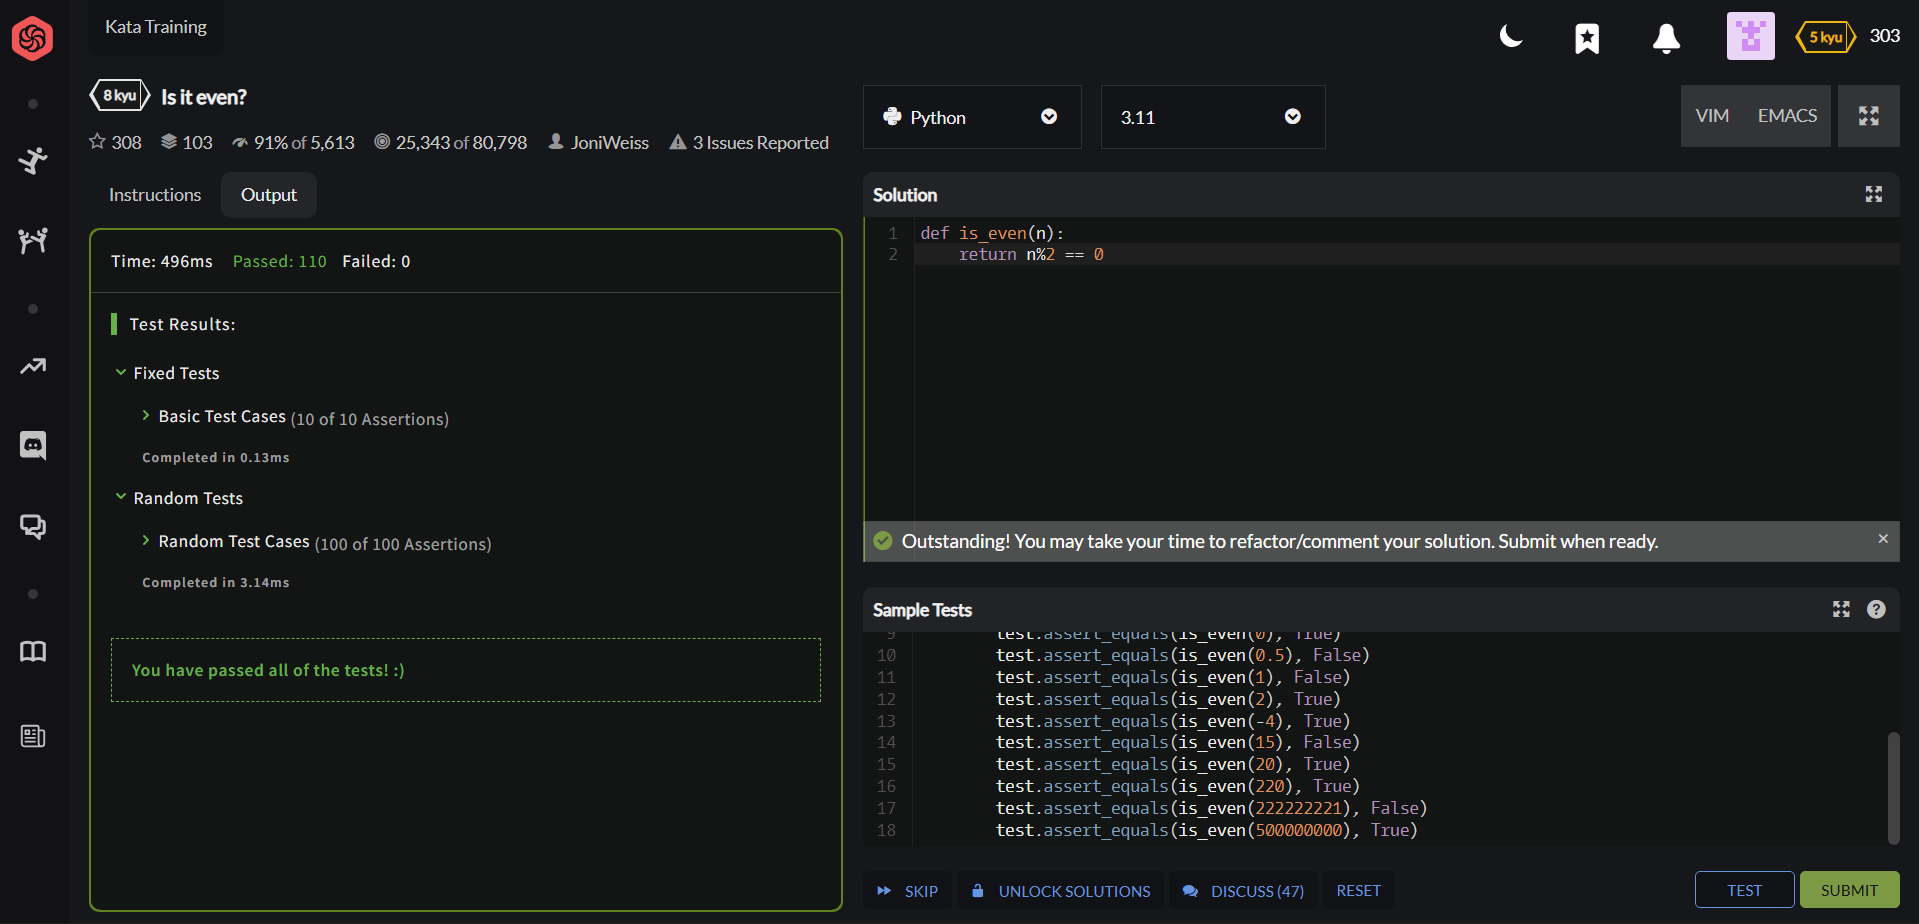 Kata Training
5 kyu 303
8 kyu Is it even?
308 103 91% of 5,613 25,343 of 80,798 JoniWeiss 3 Issues Reported
Instructions Output
Time: 496ms Passed: 110 Failed: 0
Test Results:
Fixed Tests
Basic Test Cases (10 of 10 Assertions)
Completed in 0.13ms
Random Tests
Random Test Cases (100 of 100 Assertions)
Completed in 3.14ms
You have passed all of the tests! :)
Python 3.11 VIM EMACS
Solution
1 def is_even(n):
2     return n%2 == 0
Outstanding! You may take your time to refactor/comment your solution. Submit when ready. ×
Sample Tests ?
9 test.assert_equals(is_even(0), True)
10 test.assert_equals(is_even(0.5), False)
11 test.assert_equals(is_even(1), False)
12 test.assert_equals(is_even(2), True)
13 test.assert_equals(is_even(-4), True)
14 test.assert_equals(is_even(15), False)
15 test.assert_equals(is_even(20), True)
16 test.assert_equals(is_even(220), True)
17 test.assert_equals(is_even(222222221), False)
18 test.assert_equals(is_even(500000000), True)
SKIP UNLOCK SOLUTIONS DISCUSS (47) RESET TEST SUBMIT